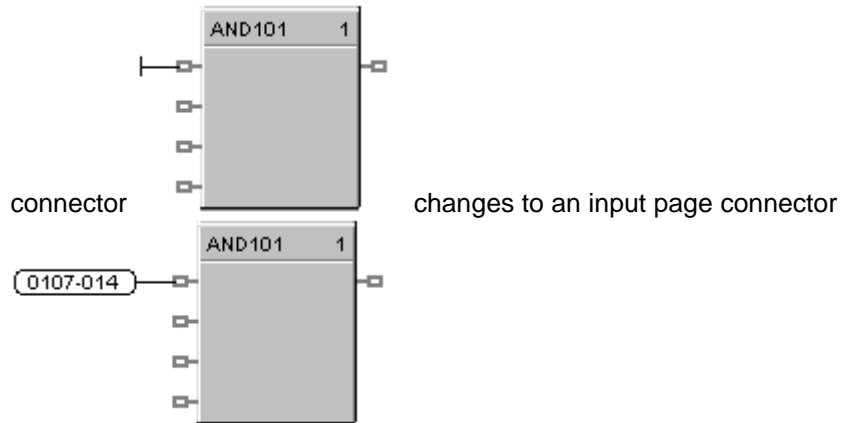 AND101 1
connector changes to an input page connector
AND101 1
0107-014